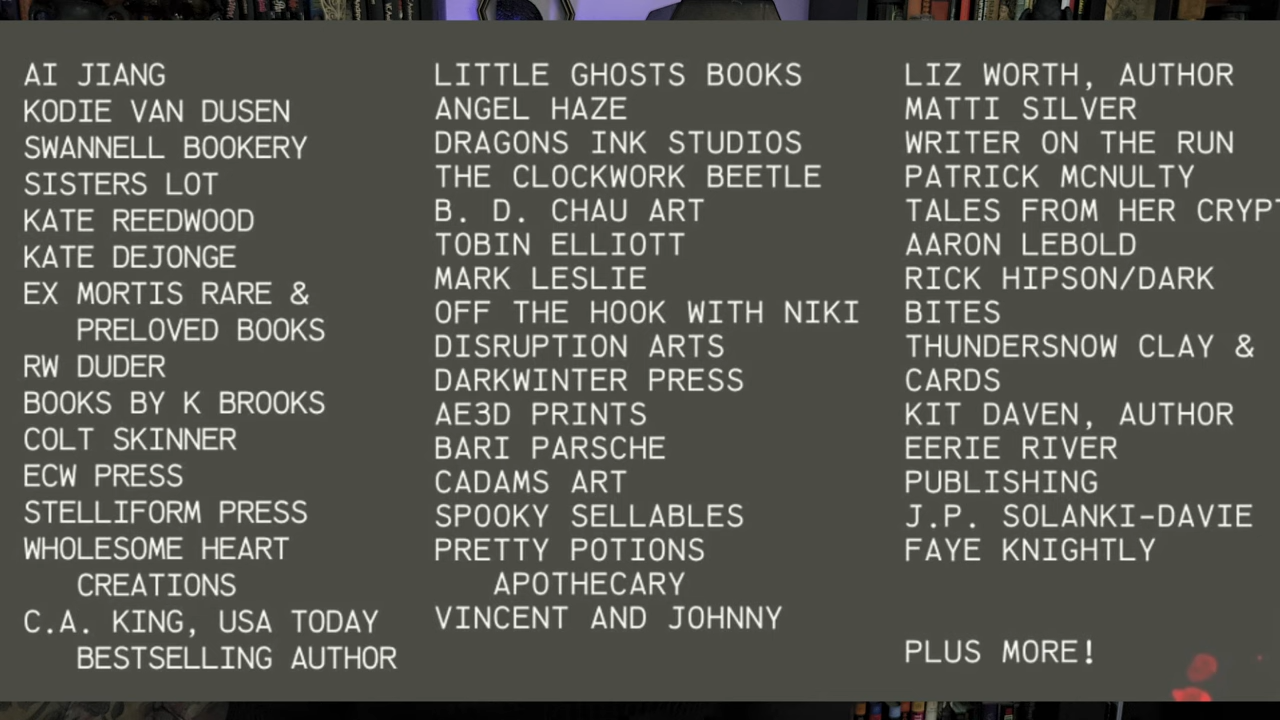 AI JIANG
KODIE VAN DUSEN
SWANNELL BOOKERY
SISTERS LOT
KATE REEDWOOD
KATE DEJONGE
EX MORTIS RARE &
PRELOVED BOOKS
RW DUDER
BOOKS BY K BROOKS
COLT SKINNER
ECW PRESS
STELLIFORM PRESS
WHOLESOME HEART
CREATIONS
C.A. KING, USA TODAY
BESTSELLING AUTHOR
LITTLE GHOSTS BOOKS
ANGEL HAZE
DRAGONS INK STUDIOS
THE CLOCKWORK BEETLE
B. D. CHAU ART
TOBIN ELLIOTT
MARK LESLIE
OFF THE HOOK WITH NIKI
DISRUPTION ARTS
DARKWINTER PRESS
AE3D PRINTS
BARI PARSCHE
CADAMS ART
SPOOKY SELLABLES
PRETTY POTIONS
APOTHECARY
VINCENT AND JOHNNY
LIZ WORTH, AUTHOR
MATTI SILVER
WRITER ON THE RUN
PATRICK MCNULTY
TALES FROM HER CRYPT
AARON LEBOLD
RICK HIPSON/DARK
BITES
THUNDERSNOW CLAY &
CARDS
KIT DAVEN, AUTHOR
EERIE RIVER
PUBLISHING
J.P. SOLANKI-DAVIE
FAYE KNIGHTLY
PLUS MORE!